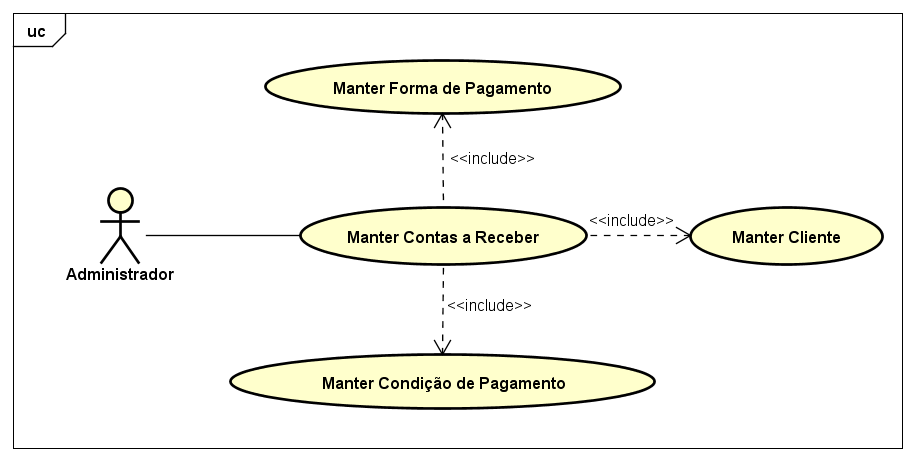 uc
Manter Forma de Pagamento
<<include>>
Manter Contas a Receber
<<include>>
Manter Cliente
Administrador
<<include>>
Manter Condição de Pagamento